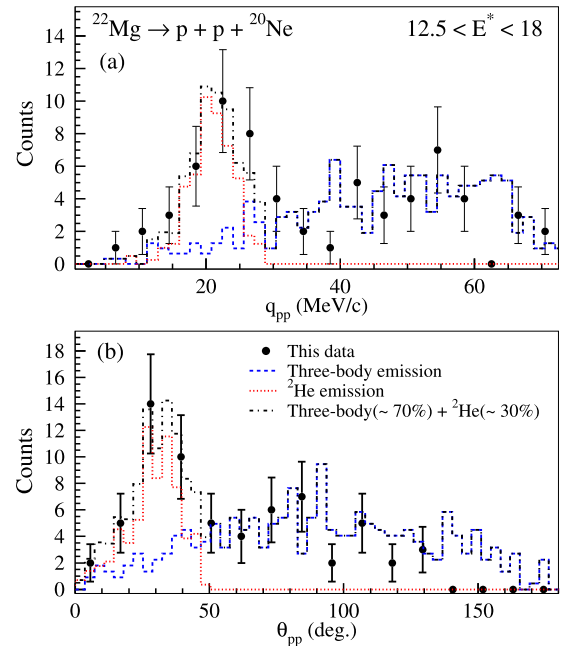 ²²Mg → p + p + ²⁰Ne 12.5 < E* < 18
(a)
Counts
14
12
10
8
6
4
2
0
20 40 60
q_pp (MeV/c)
(b)
This data
Three-body emission
²He emission
Three-body(~ 70%) + ²He(~ 30%)
Counts
18
16
14
12
10
8
6
4
2
0
0 50 100 150
θ_pp (deg.)